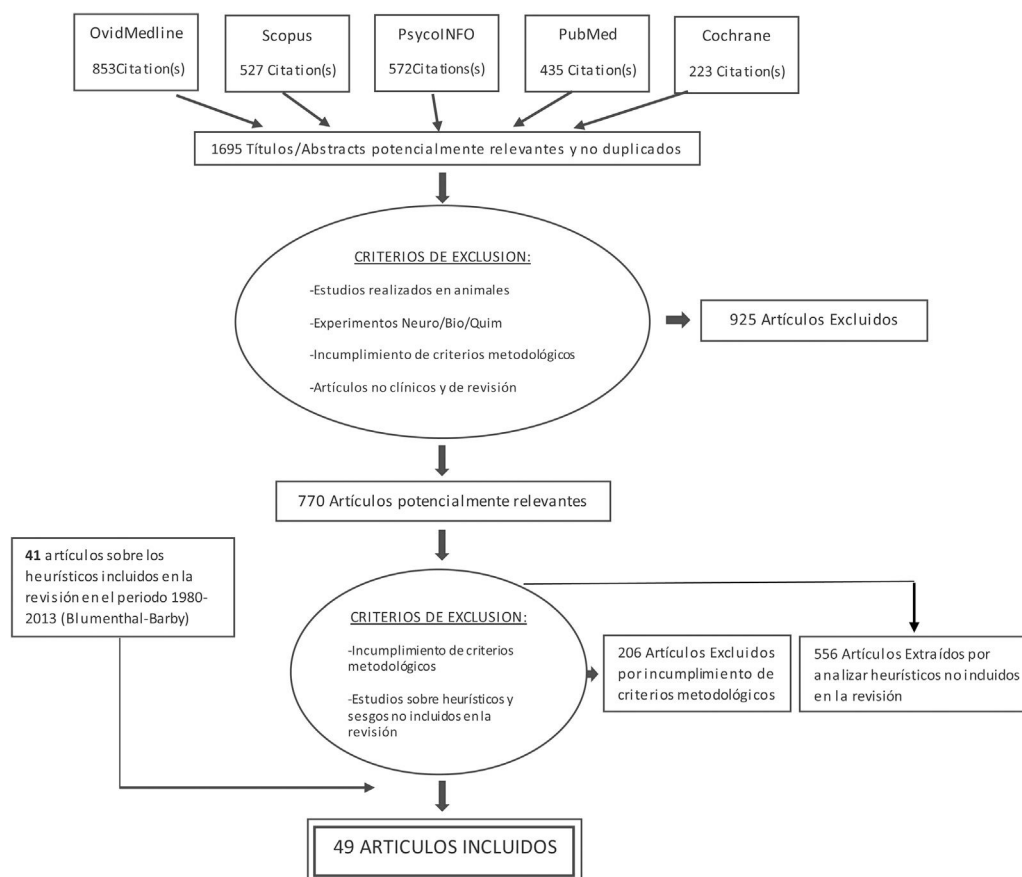 OvidMedline
853Citation(s)
Scopus
527 Citation(s)
PsycoINFO
572Citations(s)
PubMed
435 Citation(s)
Cochrane
223 Citation(s)
1695 Títulos/Abstracts potencialmente relevantes y no duplicados
CRITERIOS DE EXCLUSION:
-Estudios realizados en animales
-Experimentos Neuro/Bio/Quim
-Incumplimiento de criterios metodológicos
-Artículos no clínicos y de revisión
925 Artículos Excluidos
770 Artículos potencialmente relevantes
41 artículos sobre los
heurísticos incluidos en la
revisión en el periodo 1980-
2013 (Blumenthal-Barby)
CRITERIOS DE EXCLUSION:
-Incumplimiento de criterios
metodológicos
-Estudios sobre heurísticos y
sesgos no incluidos en la
revisión
206 Artículos Excluidos
por incumplimiento de
criterios metodológicos
556 Artículos Extraídos por
analizar heurísticos no incluidos
en la revisión
49 ARTICULOS INCLUIDOS